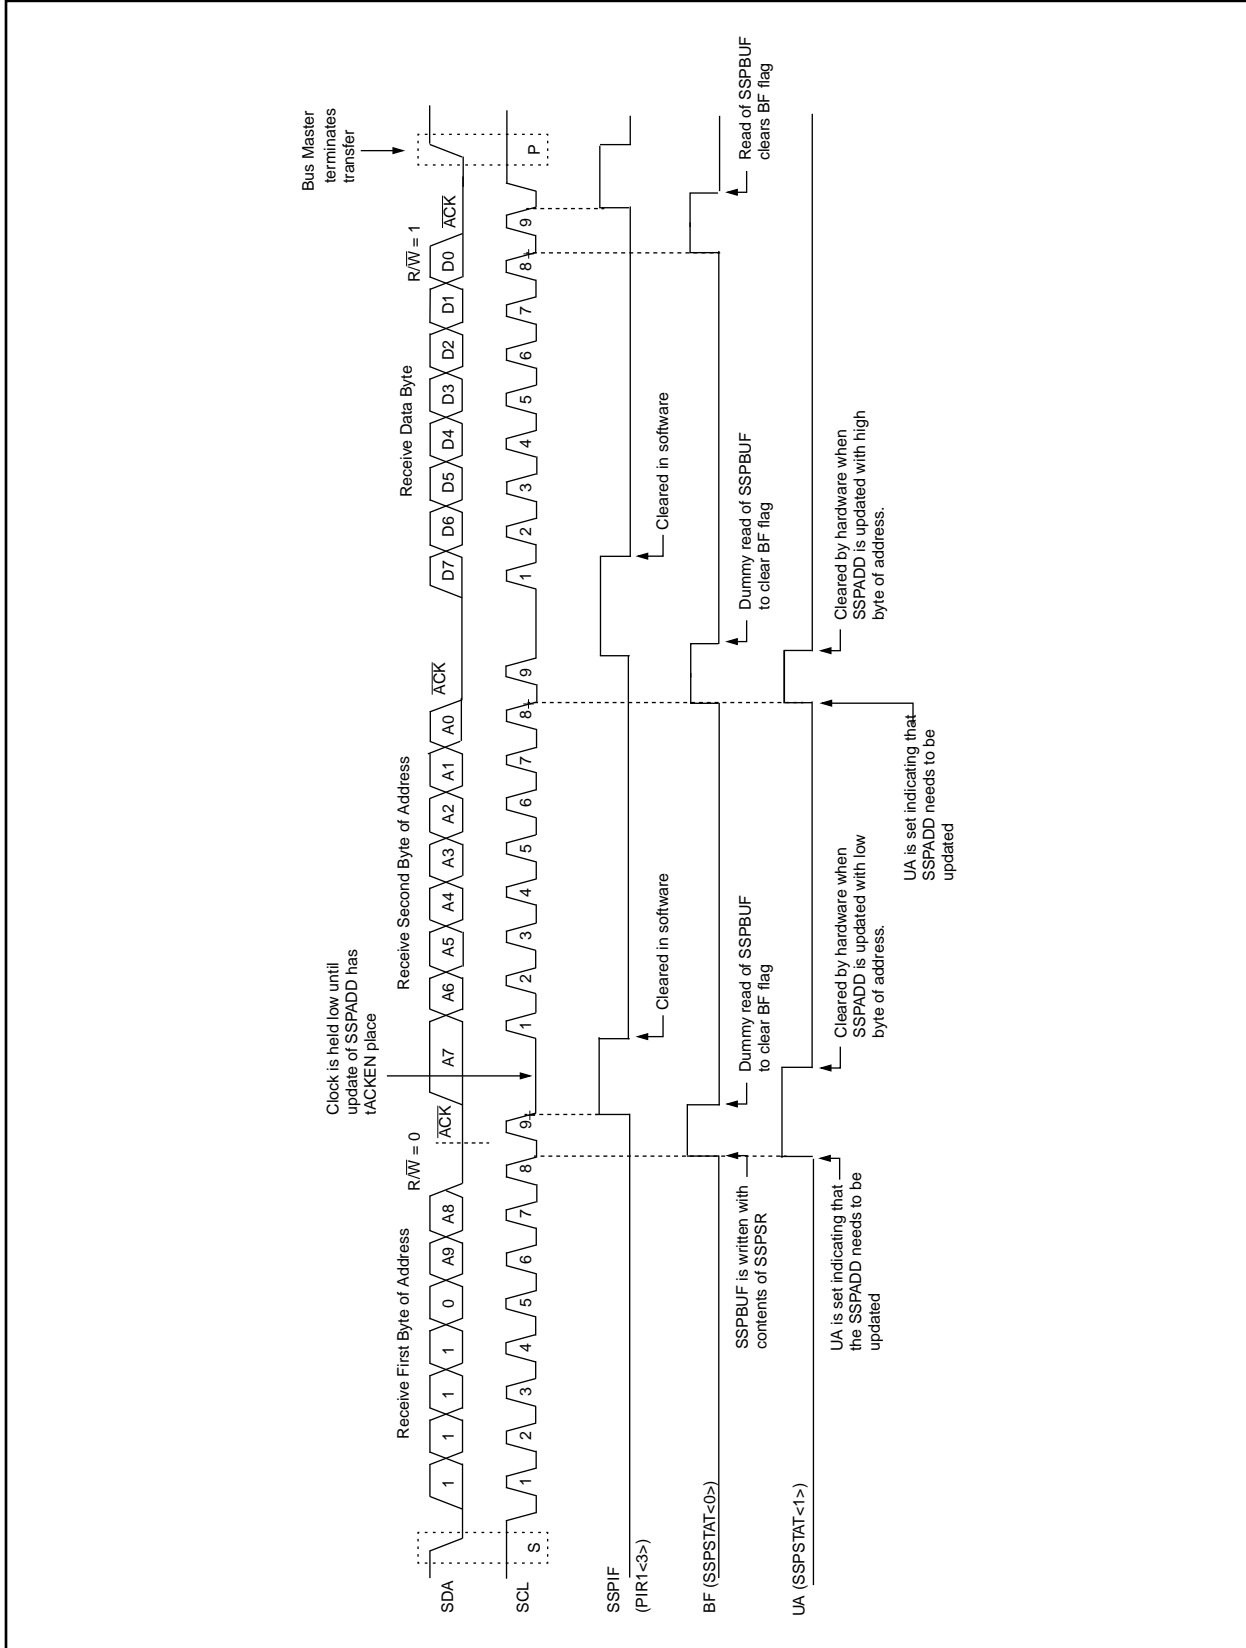 Bus Master
terminates
transfer
Clock is held low until
update of SSPADD has
tACKEN place
Receive First Byte of Address
R/W = 0
Receive Second Byte of Address
Receive Data Byte
R/W = 1
SDA
1 1 1 1 0 A9 A8 ACK A7 A6 A5 A4 A3 A2 A1 A0 ACK D7 D6 D5 D4 D3 D2 D1 D0 ACK
SCL
S 1 2 3 4 5 6 7 8 9 1 2 3 4 5 6 7 8 9 1 2 3 4 5 6 7 8 9 P
SSPIF
(PIR1<3>)
Cleared in software
Cleared in software
BF (SSPSTAT<0>)
SSPBUF is written with
contents of SSPSR
Dummy read of SSPBUF
to clear BF flag
Dummy read of SSPBUF
to clear BF flag
Read of SSPBUF
clears BF flag
UA (SSPSTAT<1>)
UA is set indicating that
the SSPADD needs to be
updated
Cleared by hardware when
SSPADD is updated with low
byte of address.
UA is set indicating that
SSPADD needs to be
updated
Cleared by hardware when
SSPADD is updated with high
byte of address.